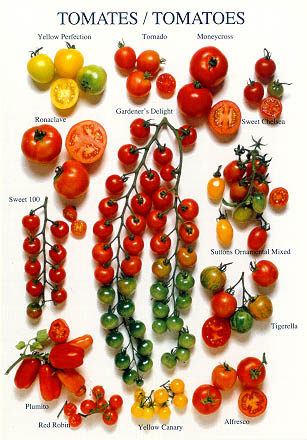 TOMATES / TOMATOES
Yellow Perfection
Tomado
Moneycross
Gardener's Delight
Ronaclave
Sweet Chelsea
Sweet 100
Suttons Ornamental Mixed
Tigerella
Plumito
Red Robin
Yellow Canary
Alfresco